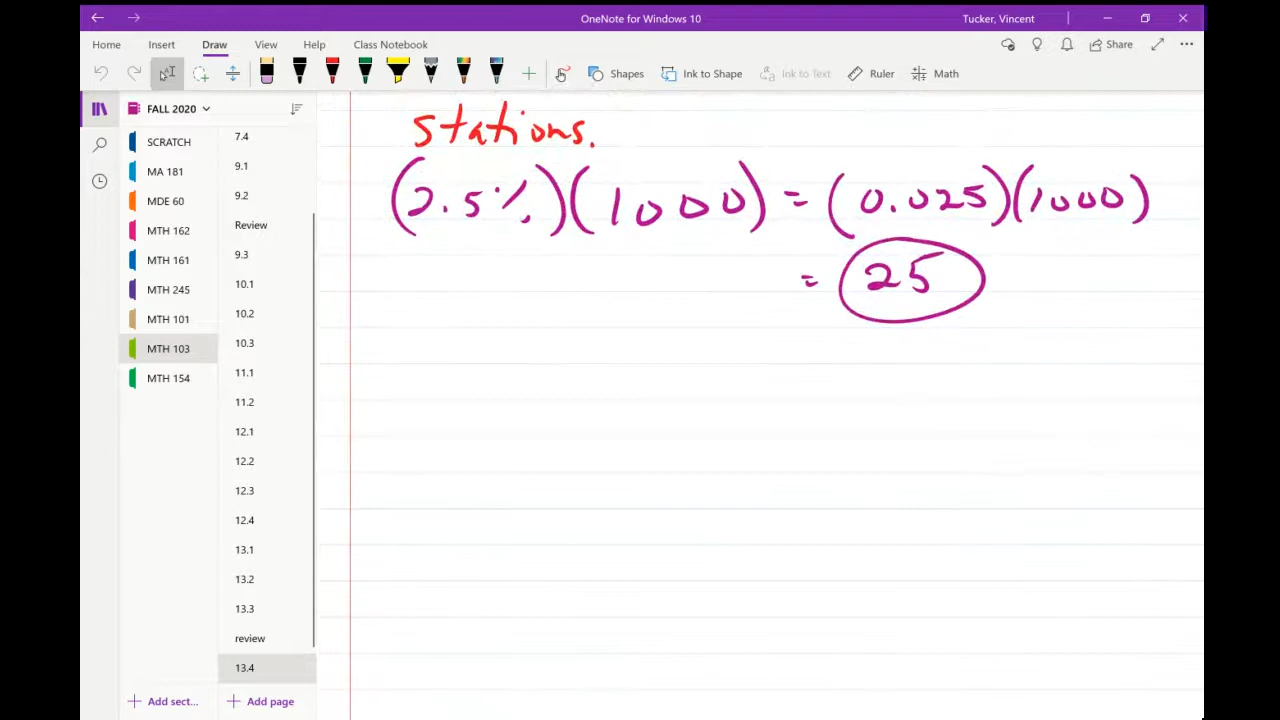 OneNote for Windows 10
Tucker, Vincent
Home Insert Draw View Help Class Notebook
Share
Shapes Ink to Shape Ink to Text Ruler Math
FALL 2020
SCRATCH
MA 181
MDE 60
MTH 162
MTH 161
MTH 245
MTH 101
MTH 103
MTH 154
Add sect...
7.4
9.1
9.2
Review
9.3
10.1
10.2
10.3
11.1
11.2
12.1
12.2
12.3
12.4
13.1
13.2
13.3
review
13.4
Add page
stations.
(2.5%)(1000) = (0.025)(1000)
= 25